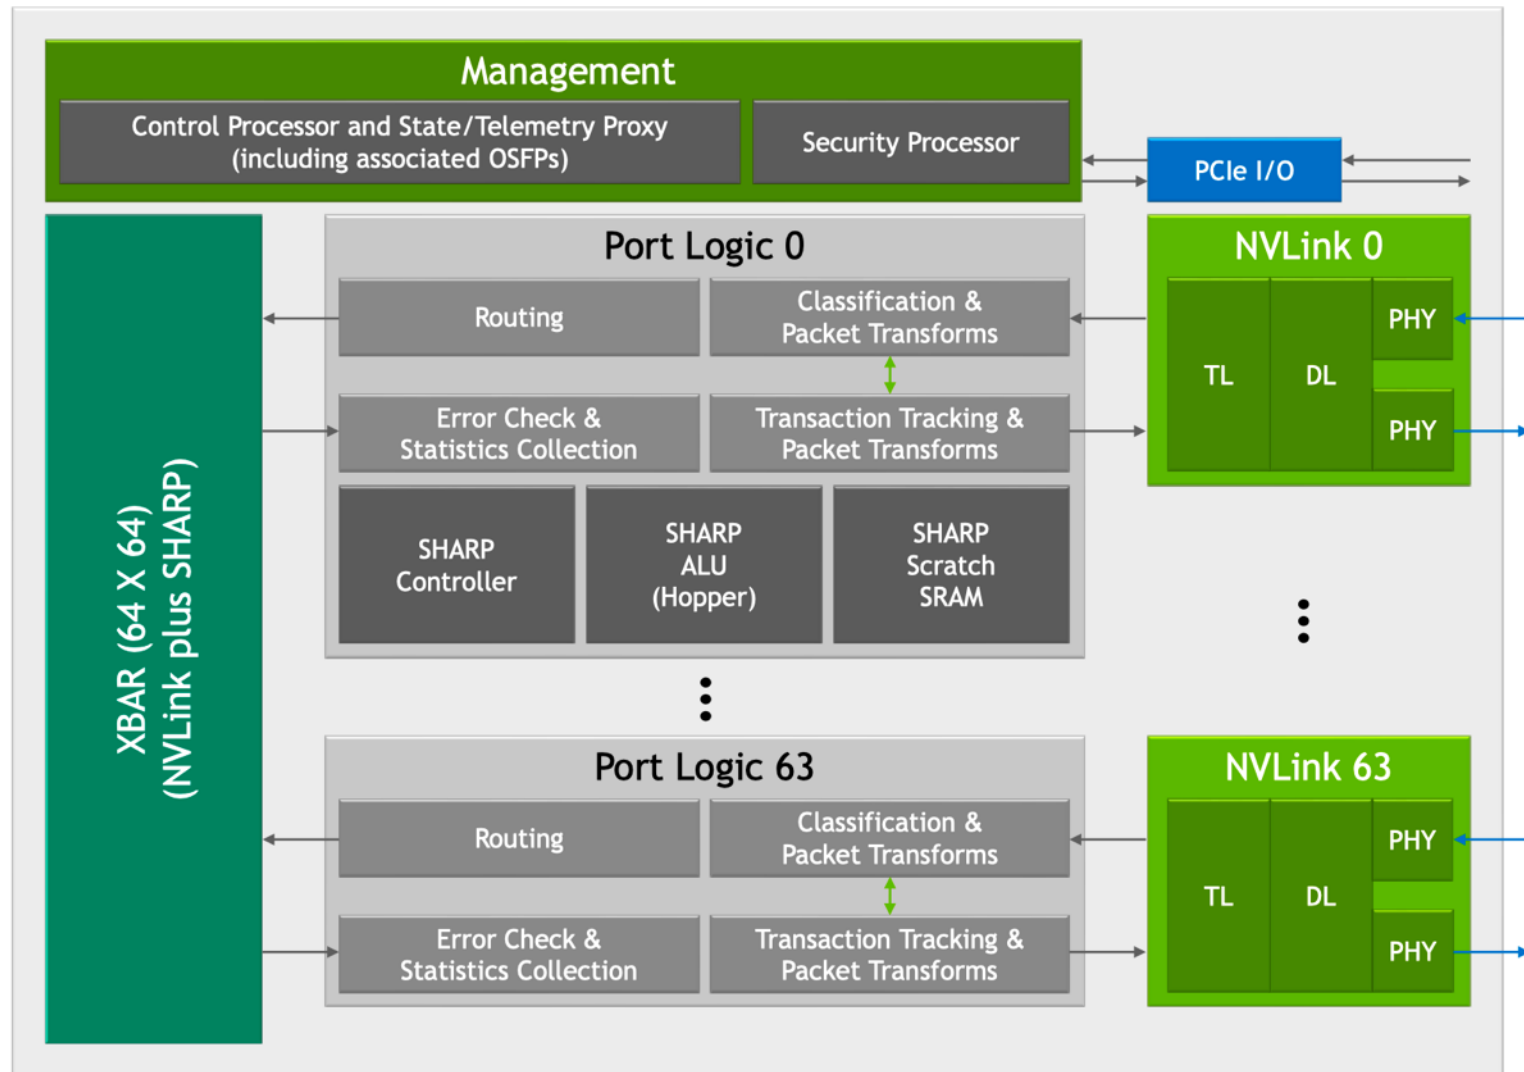 Management
Control Processor and State/Telemetry Proxy
(including associated OSFPs)
Security Processor
PCIe I/O
XBAR (64 X 64)
(NVLink plus SHARP)
Port Logic 0
Routing
Classification &
Packet Transforms
Error Check &
Statistics Collection
Transaction Tracking &
Packet Transforms
SHARP
Controller
SHARP
ALU
(Hopper)
SHARP
Scratch
SRAM
NVLink 0
TL
DL
PHY
PHY
Port Logic 63
Routing
Classification &
Packet Transforms
Error Check &
Statistics Collection
Transaction Tracking &
Packet Transforms
NVLink 63
TL
DL
PHY
PHY